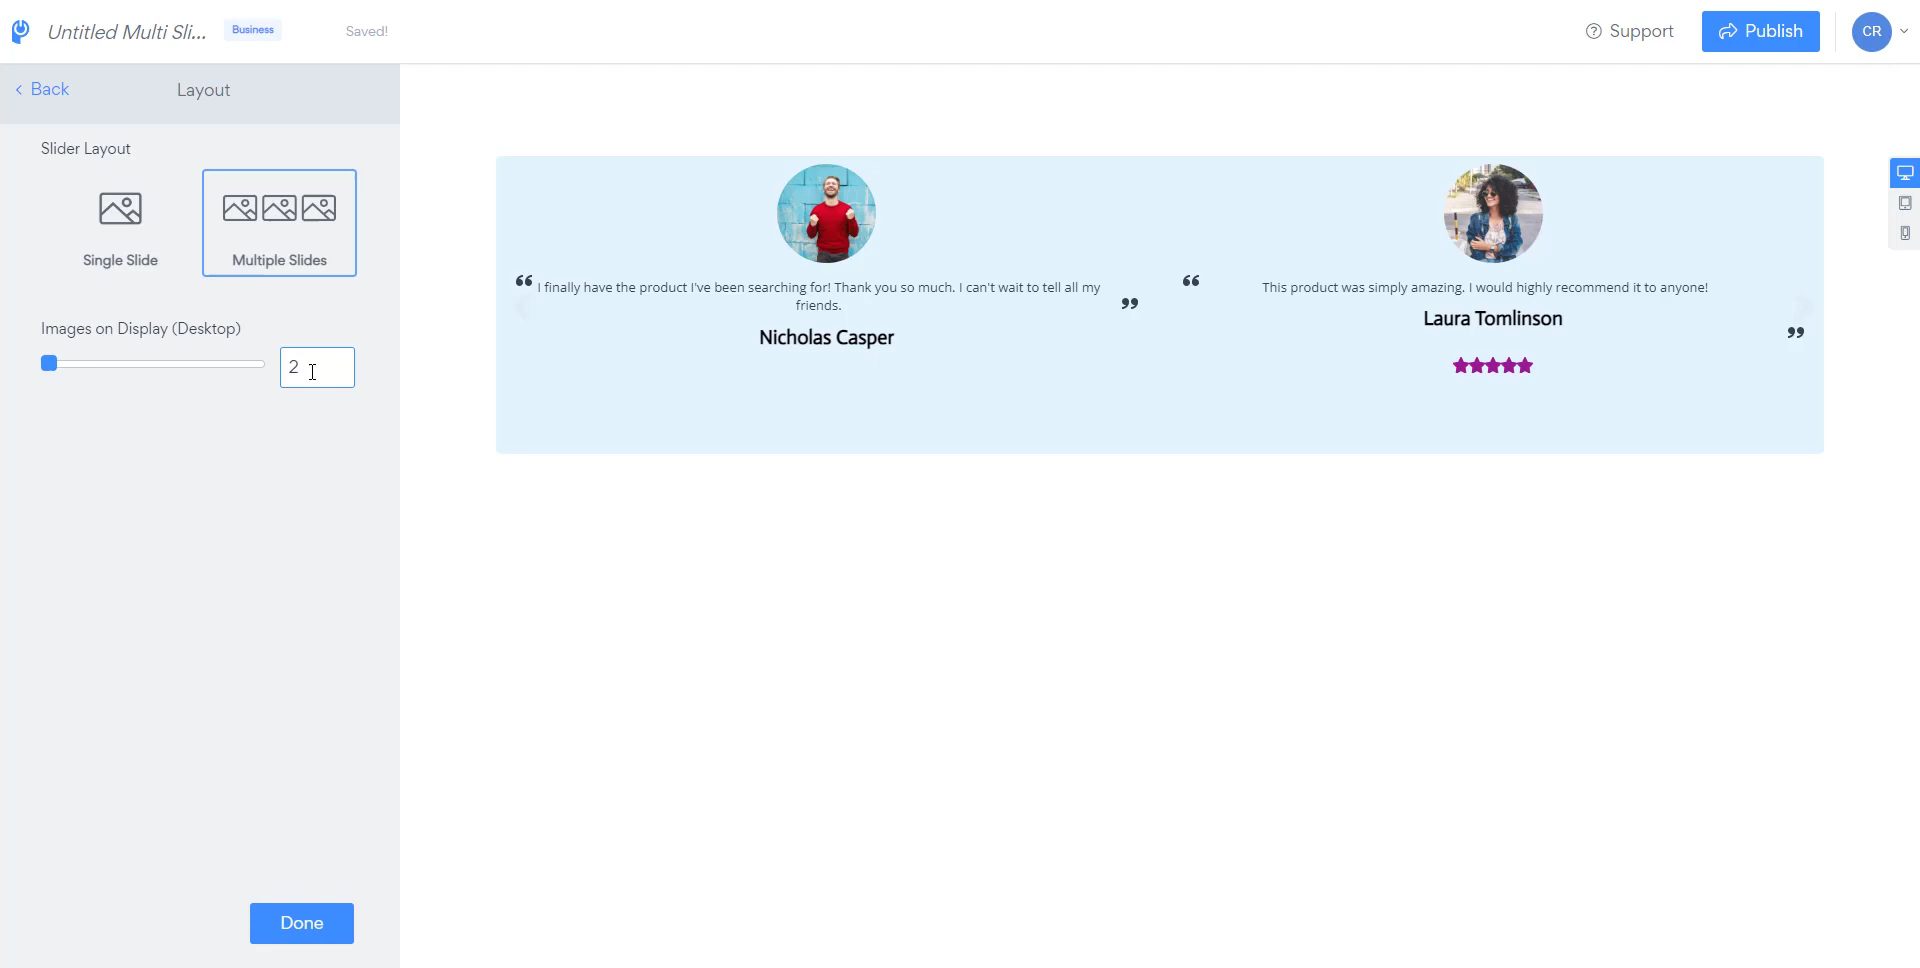 Untitled Multi Sli...
Business
Saved!
Support
Publish
CR
Back
Layout
Slider Layout
Single Slide
Multiple Slides
Images on Display (Desktop)
2
Done
“ I finally have the product I've been searching for! Thank you so much. I can't wait to tell all my
friends. ”
Nicholas Casper
“ This product was simply amazing. I would highly recommend it to anyone!
Laura Tomlinson
”